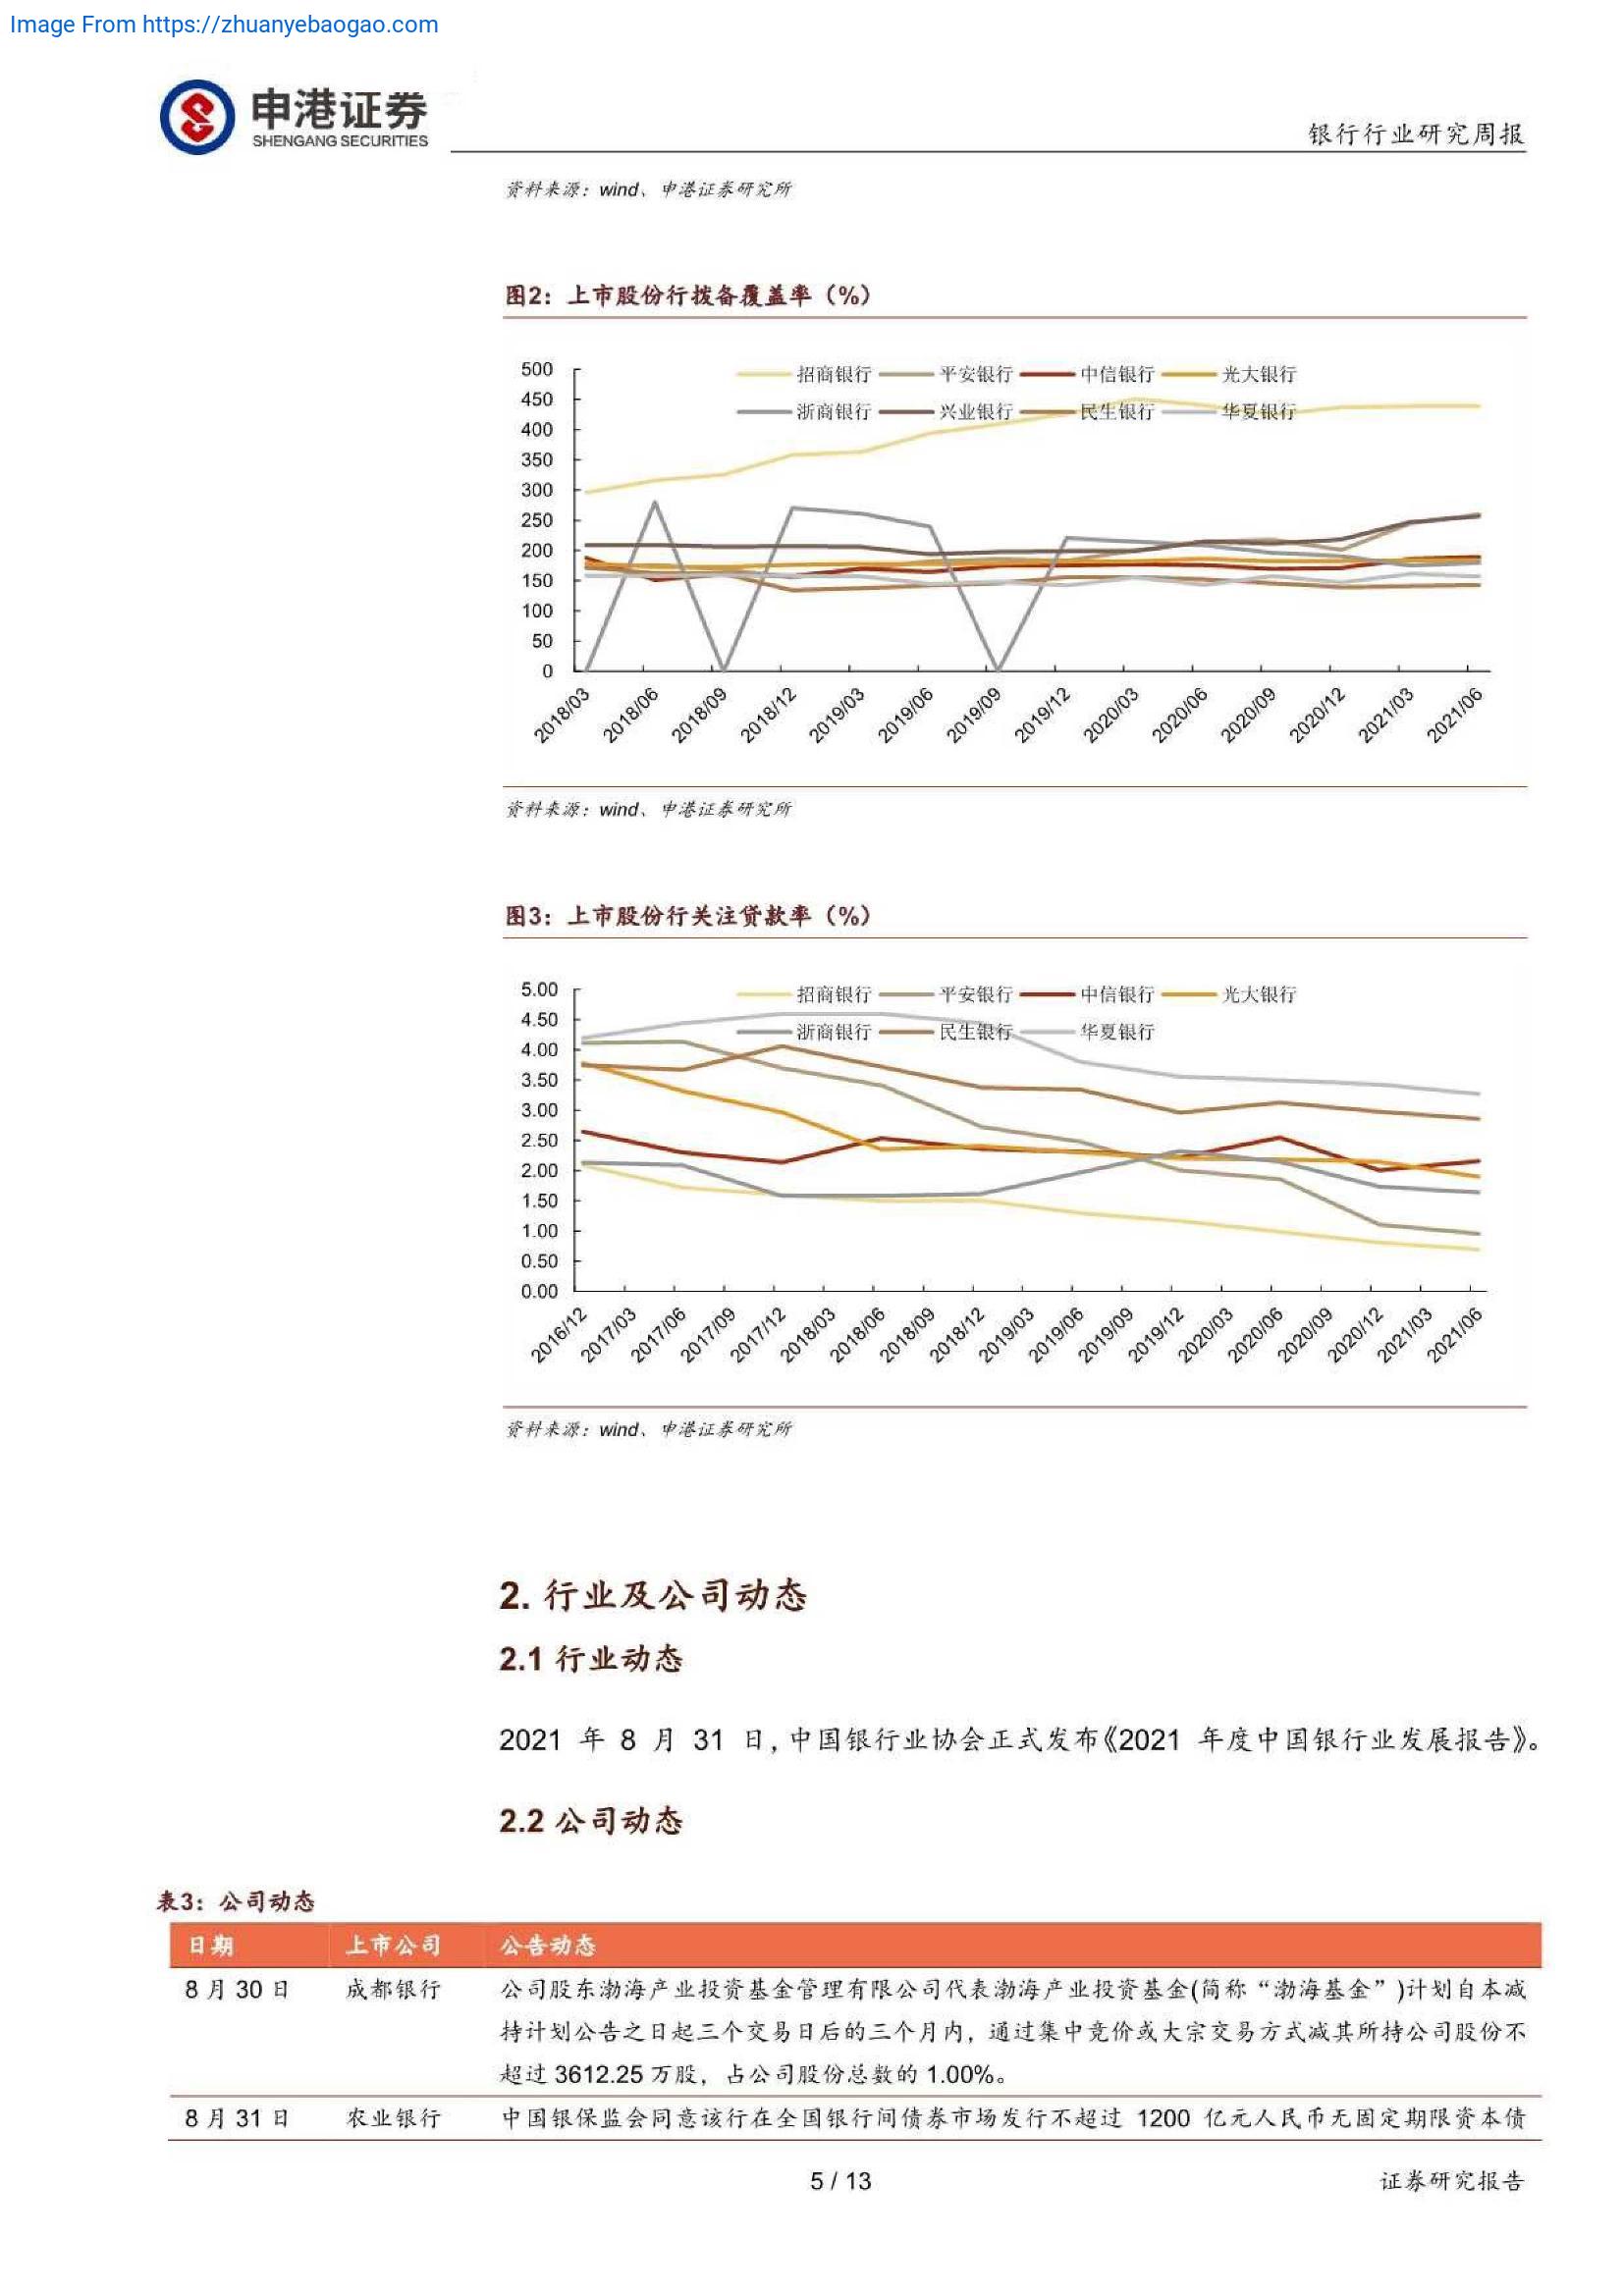 Image From https://zhuanyebaogao.com
申港证券
SHENGANG SECURITIES
银行行业研究周报
资料来源：wind、申港证券研究所
图2：上市股份行拨备覆盖率（%）
500
450
400
350
300
250
200
150
100
50
0
招商银行 平安银行 中信银行 光大银行
浙商银行 兴业银行 民生银行 华夏银行
2018/03 2018/06 2018/09 2018/12 2019/03 2019/06 2019/09 2019/12 2020/03 2020/06 2020/09 2020/12 2021/03 2021/06
资料来源：wind、申港证券研究所
图3：上市股份行关注贷款率（%）
5.00
4.50
4.00
3.50
3.00
2.50
2.00
1.50
1.00
0.50
0.00
招商银行 平安银行 中信银行 光大银行
浙商银行 民生银行 华夏银行
2016/12 2017/03 2017/06 2017/09 2017/12 2018/03 2018/06 2018/09 2018/12 2019/03 2019/06 2019/09 2019/12 2020/03 2020/06 2020/09 2020/12 2021/03 2021/06
资料来源：wind、申港证券研究所
2. 行业及公司动态
2.1 行业动态
2021 年 8 月 31 日，中国银行业协会正式发布《2021 年度中国银行业发展报告》。
2.2 公司动态
表3：公司动态
日期 上市公司 公告动态
8 月 30 日 成都银行 公司股东渤海产业投资基金管理有限公司代表渤海产业投资基金(简称“渤海基金”)计划自本减
持计划公告之日起三个交易日后的三个月内，通过集中竞价或大宗交易方式减其所持公司股份不
超过 3612.25 万股，占公司股份总数的 1.00%。
8 月 31 日 农业银行 中国银保监会同意该行在全国银行间债券市场发行不超过 1200 亿元人民币无固定期限资本债
5 / 13
证券研究报告